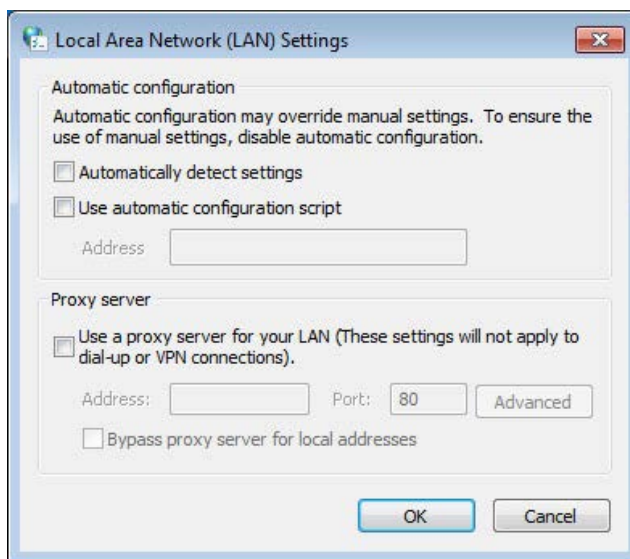 Local Area Network (LAN) Settings
Automatic configuration
Automatic configuration may override manual settings. To ensure the
use of manual settings, disable automatic configuration.
Automatically detect settings
Use automatic configuration script
Address
Proxy server
Use a proxy server for your LAN (These settings will not apply to
dial-up or VPN connections).
Address: Port: 80 Advanced
Bypass proxy server for local addresses
OK Cancel